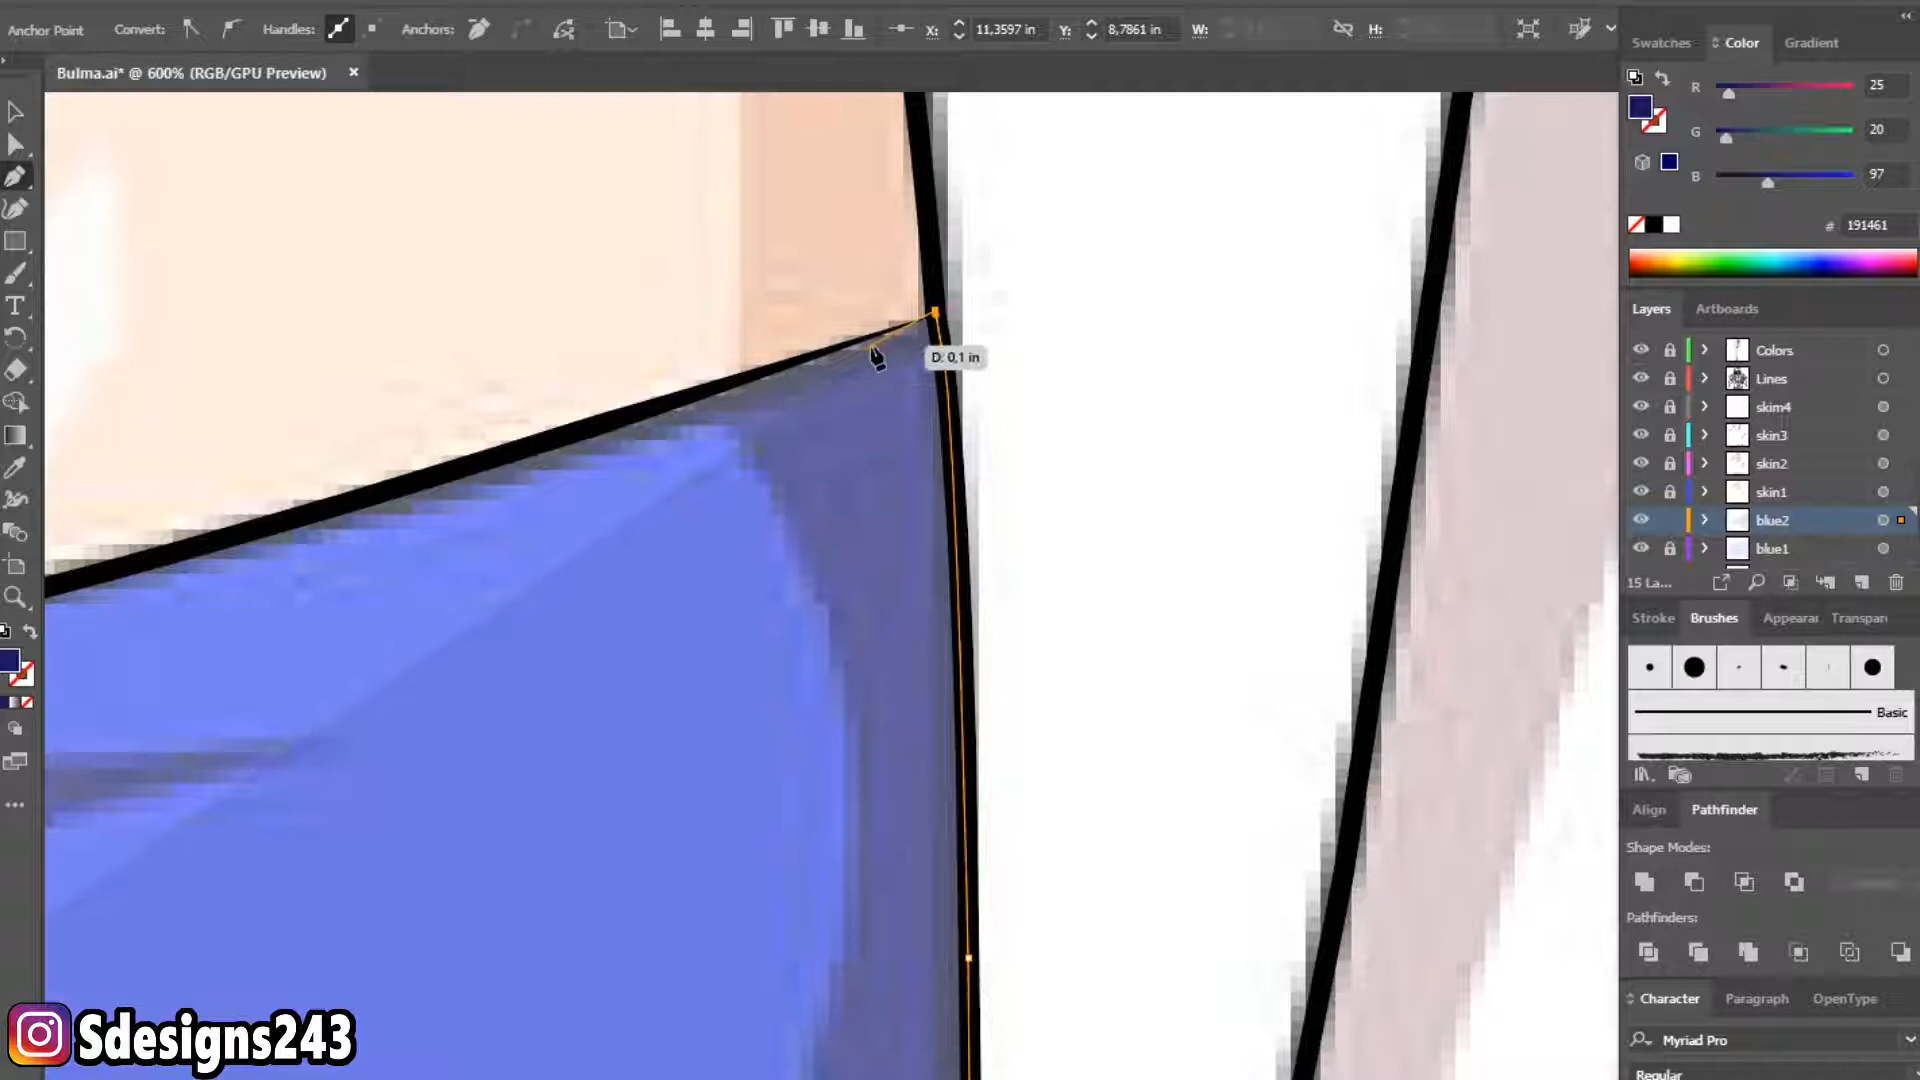 Anchor Point Convert: Handles: Anchors: X: 11,3597 in Y: 8,7861 in W: H:
Bulma.ai* @ 600% (RGB/GPU Preview) ×
Swatches Color Gradient
R 25
G 20
B 97
# 191461
Layers Artboards
Colors
Lines
skim4
skin3
skin2
skin1
blue2
blue1
15 La...
Stroke Brushes Appearar Transpare
Basic
Align Pathfinder
Shape Modes:
Pathfinders:
Character Paragraph OpenType
Myriad Pro
Regular
D: 0,1 in
Sdesigns243